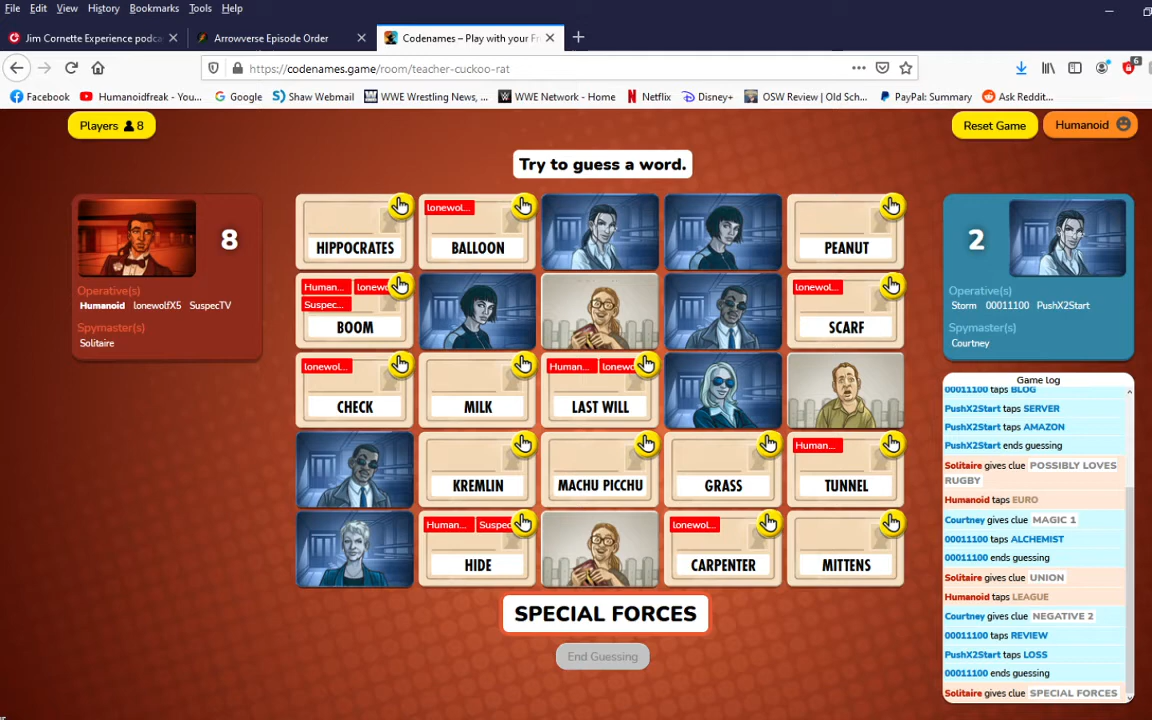 File Edit View History Bookmarks Tools Help
Jim Cornette Experience podca
Arrowverse Episode Order
Codenames – Play with your Fr
https://codenames.game/room/teacher-cuckoo-rat
6
Facebook
Humanoidfreak - You...
Google
Shaw Webmail
WWE Wrestling News, ...
WWE Network - Home
Netflix
Disney+
OSW Review | Old Sch...
PayPal: Summary
Ask Reddit...
Players 8
Reset Game
Humanoid
Try to guess a word.
8
Operative(s)
Humanoid lonewolfX5 SuspecTV
Spymaster(s)
Solitaire
HIPPOCRATES
lonewol...
BALLOON
PEANUT
Human... lonewo
Suspec...
BOOM
lonewol...
SCARF
lonewol...
CHECK
MILK
Human... lonewo
LAST WILL
KREMLIN
MACHU PICCHU
GRASS
Human...
TUNNEL
Human... Suspec
HIDE
lonewol...
CARPENTER
MITTENS
SPECIAL FORCES
End Guessing
2
Operative(s)
Storm 00011100 PushX2Start
Spymaster(s)
Courtney
Game log
00011100 taps BLOG
PushX2Start taps SERVER
PushX2Start taps AMAZON
PushX2Start ends guessing
Solitaire gives clue POSSIBLY LOVES
RUGBY
Humanoid taps EURO
Courtney gives clue MAGIC 1
00011100 taps ALCHEMIST
00011100 ends guessing
Solitaire gives clue UNION
Humanoid taps LEAGUE
Courtney gives clue NEGATIVE 2
00011100 taps REVIEW
PushX2Start taps LOSS
00011100 ends guessing
Solitaire gives clue SPECIAL FORCES